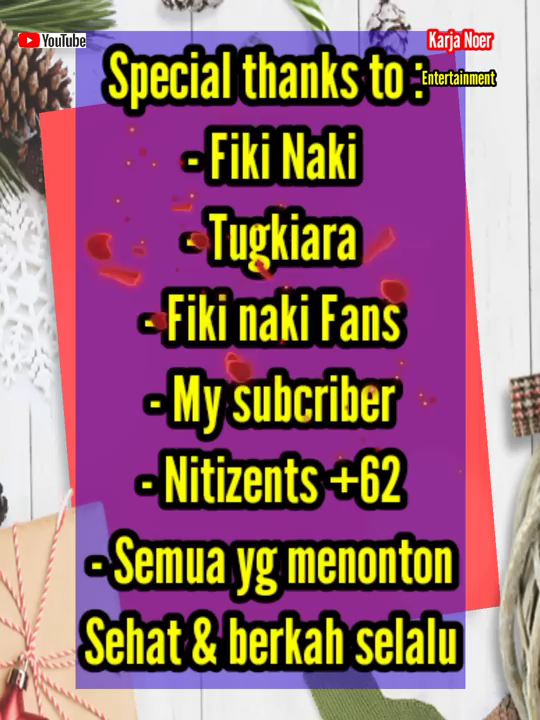 YouTube
Karja Noer
Entertainment
Special thanks to :
- Fiki Naki
- Tugkiara
- Fiki naki Fans
- My subcriber
- Nitizents +62
- Semua yg menonton
Sehat & berkah selalu